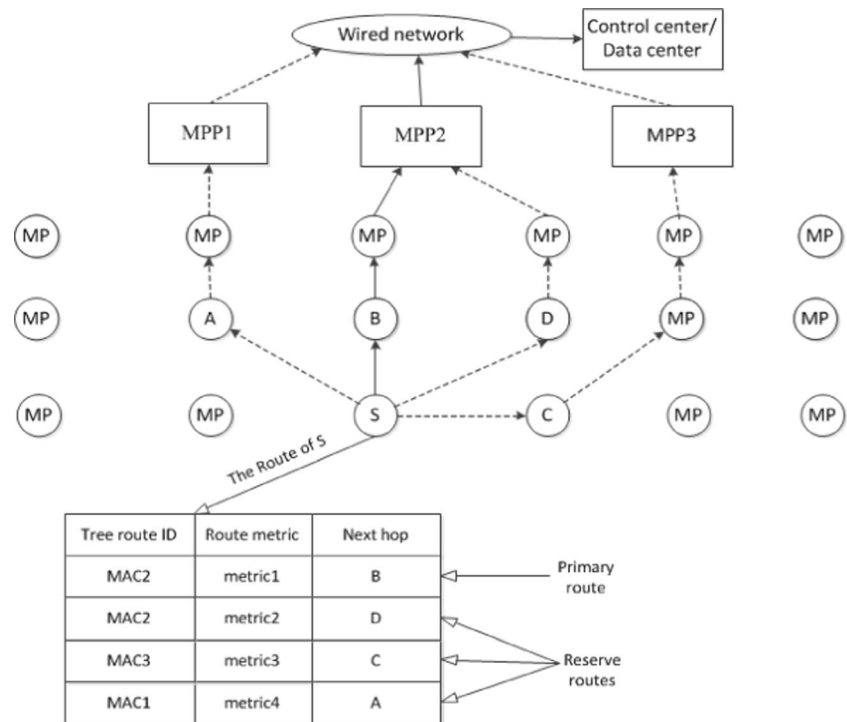 Wired network
Control center/
Data center
MPP1
MPP2
MPP3
MP
MP
MP
MP
MP
MP
MP
A
B
D
MP
MP
MP
MP
S
C
MP
MP
The Route of S
Tree route ID Route metric Next hop
MAC2 metric1 B
MAC2 metric2 D
MAC3 metric3 C
MAC1 metric4 A
Primary
route
Reserve
routes